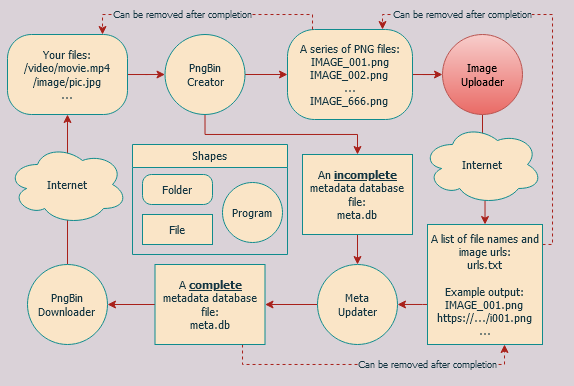 Can be removed after completion
Can be removed after completion
Your files:
/video/movie.mp4
/image/pic.jpg
...
PngBin
Creator
A series of PNG files:
IMAGE_001.png
IMAGE_002.png
...
IMAGE_666.png
Image
Uploader
Internet
Shapes
Folder
File
Program
An incomplete
metadata database
file:
meta.db
Internet
A list of file names and
image urls:
urls.txt
Example output:
IMAGE_001.png
https://.../i001.png
...
PngBin
Downloader
A complete
metadata database
file:
meta.db
Meta
Updater
Can be removed after completion